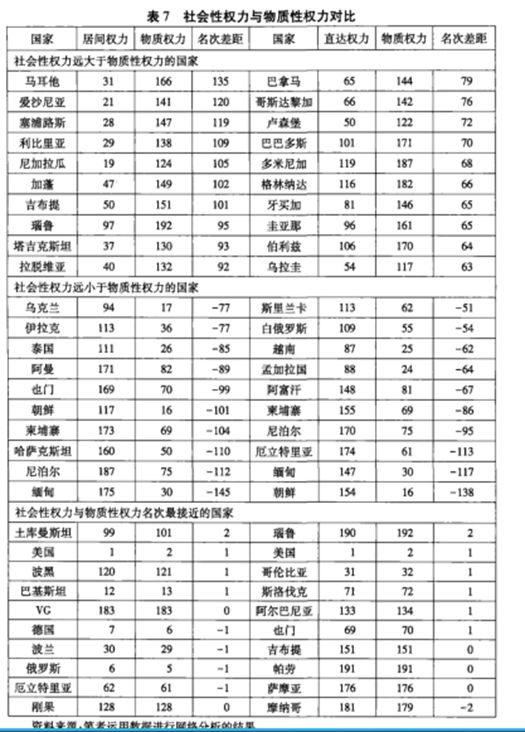 表 7 社会性权力与物质性权力对比
国家 居间权力 物质权力 名次差距 国家 直达权力 物质权力 名次差距
社会性权力远大于物质性权力的国家
马耳他 31 166 135 巴拿马 65 144 79
爱沙尼亚 21 141 120 哥斯达黎加 66 142 76
塞浦路斯 28 147 119 卢森堡 50 122 72
利比里亚 29 138 109 巴巴多斯 101 171 70
尼加拉瓜 19 124 105 多米尼加 119 187 68
加蓬 47 149 102 格林纳达 116 182 66
吉布提 50 151 101 牙买加 81 146 65
瑙鲁 97 192 95 圭亚那 96 161 65
塔吉克斯坦 37 130 93 伯利兹 106 170 64
拉脱维亚 40 132 92 乌拉圭 54 117 63
社会性权力远小于物质性权力的国家
乌克兰 94 17 -77 斯里兰卡 113 62 -51
伊拉克 113 36 -77 白俄罗斯 109 55 -54
泰国 111 26 -85 越南 87 25 -62
阿曼 171 82 -89 孟加拉国 88 24 -64
也门 169 70 -99 阿富汗 148 81 -67
朝鲜 117 16 -101 柬埔寨 155 69 -86
柬埔寨 173 69 -104 尼泊尔 170 75 -95
哈萨克斯坦 160 50 -110 厄立特里亚 174 61 -113
尼泊尔 187 75 -112 缅甸 147 30 -117
缅甸 175 30 -145 朝鲜 154 16 -138
社会性权力与物质性权力名次最接近的国家
土库曼斯坦 99 101 2 瑙鲁 190 192 2
美国 1 2 1 美国 1 2 1
波黑 120 121 1 哥伦比亚 31 32 1
巴基斯坦 12 13 1 斯洛伐克 71 72 1
VG 183 183 0 阿尔巴尼亚 133 134 1
德国 7 6 -1 也门 69 70 1
波兰 30 29 -1 吉布提 151 151 0
俄罗斯 6 5 -1 帕劳 191 191 0
厄立特里亚 62 61 -1 萨摩亚 176 176 0
刚果 128 128 0 摩纳哥 181 179 -2
资料来源:笔者运用数据进行网络分析的结果